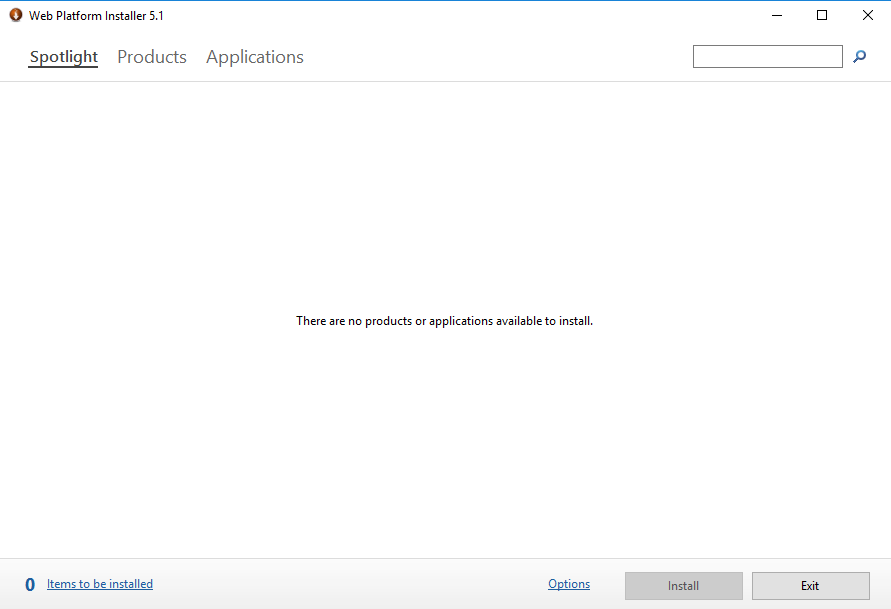 Web Platform Installer 5.1
Spotlight Products Applications
There are no products or applications available to install.
0 Items to be installed Options Install Exit